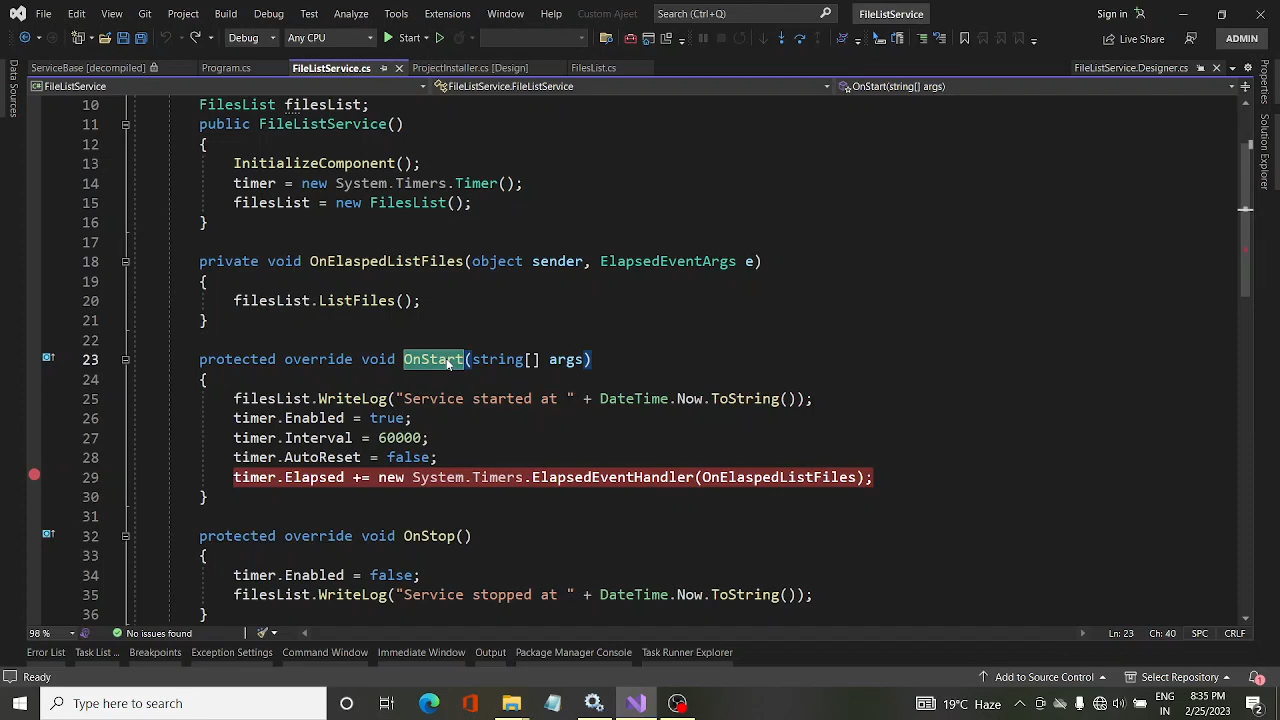 File Edit View Git Project Build Debug Test Analyze Tools Extensions Window Help Custom Ajeet Search (Ctrl+Q) FileListService Sign in
Debug Any CPU Start Live Share ADMIN
ServiceBase [decompiled] Program.cs FileListService.cs ProjectInstaller.cs [Design] FilesList.cs FileListService.Designer.cs
Data Sources
Properties
Solution Explorer
FileListService FileListService.FileListService OnStart(string[] args)
10 FilesList filesList;
11 public FileListService()
12 {
13 InitializeComponent();
14 timer = new System.Timers.Timer();
15 filesList = new FilesList();
16 }
17
18 private void OnElaspedListFiles(object sender, ElapsedEventArgs e)
19 {
20 filesList.ListFiles();
21 }
22
23 protected override void OnStart(string[] args)
24 {
25 filesList.WriteLog("Service started at " + DateTime.Now.ToString());
26 timer.Enabled = true;
27 timer.Interval = 60000;
28 timer.AutoReset = false;
29 timer.Elapsed += new System.Timers.ElapsedEventHandler(OnElaspedListFiles);
30 }
31
32 protected override void OnStop()
33 {
34 timer.Enabled = false;
35 filesList.WriteLog("Service stopped at " + DateTime.Now.ToString());
36 }
98 % No issues found Ln: 23 Ch: 40 SPC CRLF
Error List Task List ... Breakpoints Exception Settings Command Window Immediate Window Output Package Manager Console Task Runner Explorer
Ready Add to Source Control Select Repository 1
Type here to search 19°C Haze ENG 8:35 PM
IN 2/25/2023 2